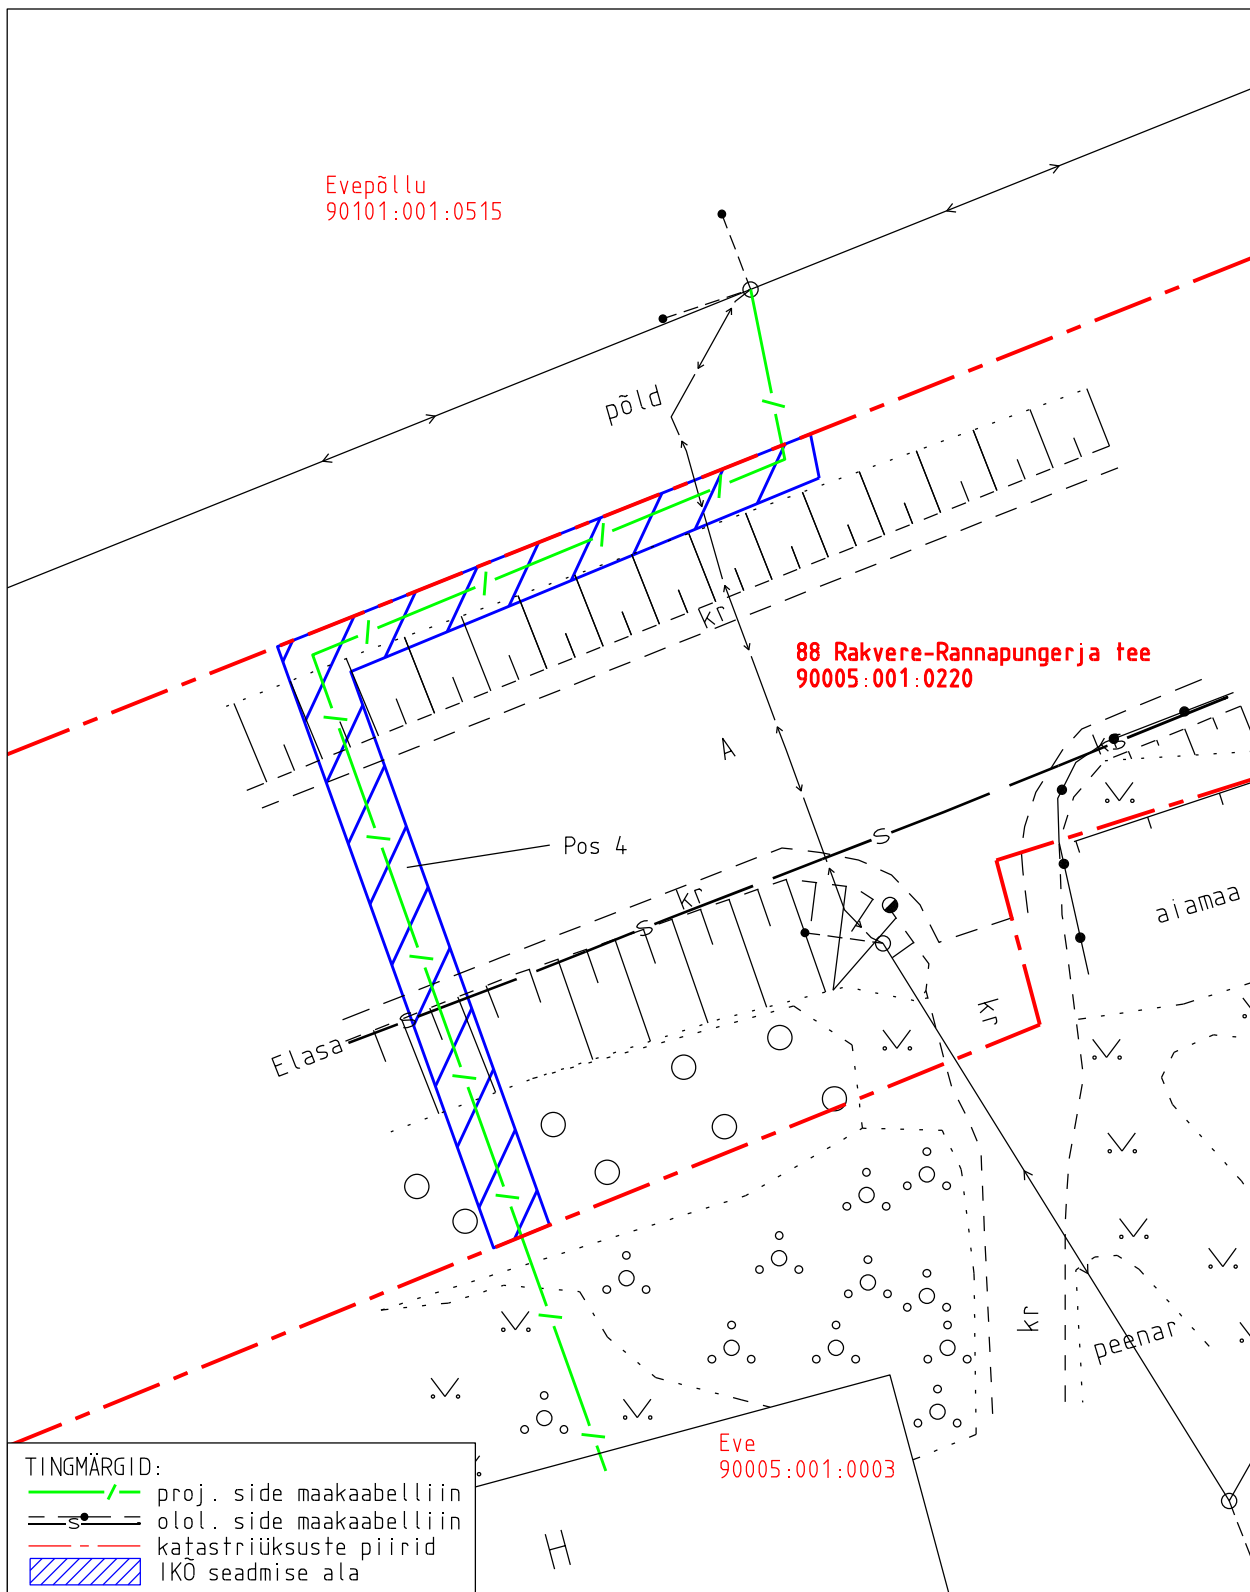 Evepõllu
90101:001:0515
põld
kr
88 Rakvere-Rannapungerja tee
90005:001:0220
A
kr
Pos 4
S
kr
S
aiamaa
S
Elasa
kr
kr
peenar
Eve
90005:001:0003
H
TINGMÄRGID:
proj. side maakaabelliin
S
olol. side maakaabelliin
katastriüksuste piirid
IKÕ seadmise ala